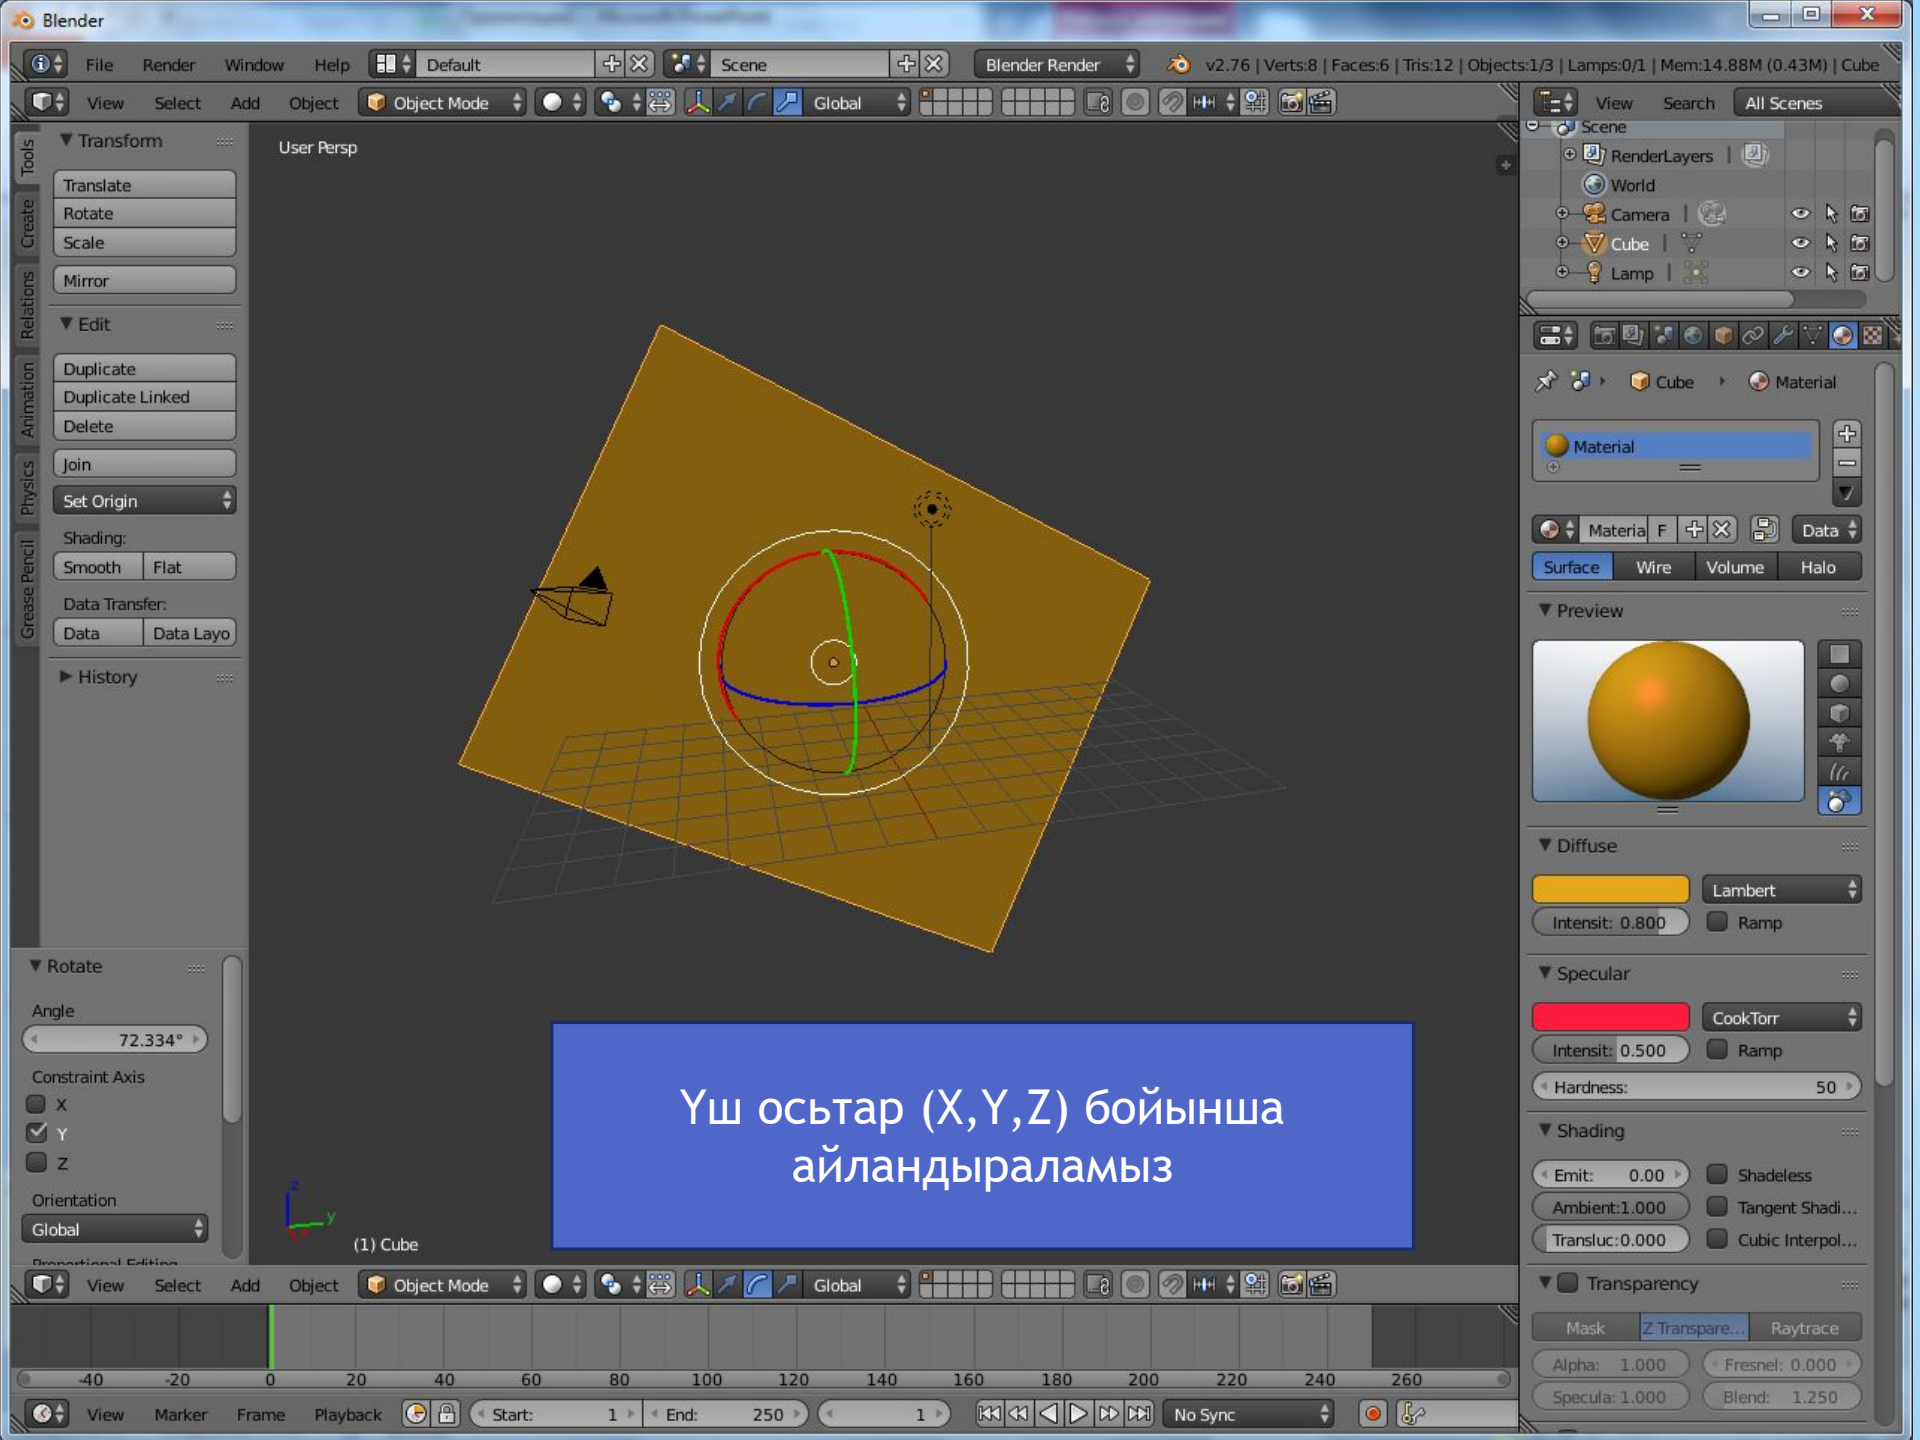 Blender
File Render Window Help Default Scene Blender Render v2.76 | Verts:8 | Faces:6 | Tris:12 | Objects:1/3 | Lamps:0/1 | Mem:14.88M (0.43M) | Cube
View Select Add Object Object Mode Global
View Search All Scenes
Tools
Create
Relations
Animation
Physics
Grease Pencil
Transform
Translate
Rotate
Scale
Mirror
Edit
Duplicate
Duplicate Linked
Delete
Join
Set Origin
Shading:
Smooth Flat
Data Transfer:
Data Data Layo
History
Rotate
Angle
72.334°
Constraint Axis
X
Y
Z
Orientation
Global
Proportional Editing
User Persp
z
y
(1) Cube
Үш осьтар (X,Y,Z) бойынша
айландыраламыз
Scene
RenderLayers
World
Camera
Cube
Lamp
Cube Material
Material
Materia F Data
Surface Wire Volume Halo
Preview
Diffuse
Lambert
Intensit: 0.800 Ramp
Specular
CookTorr
Intensit: 0.500 Ramp
Hardness: 50
Shading
Emit: 0.00 Shadeless
Ambient:1.000 Tangent Shadi...
Transluc:0.000 Cubic Interpol...
Transparency
Mask Z Transpare... Raytrace
Alpha: 1.000 Fresnel: 0.000
Specula: 1.000 Blend: 1.250
View Select Add Object Object Mode Global
-40 -20 0 20 40 60 80 100 120 140 160 180 200 220 240 260
View Marker Frame Playback Start: 1 End: 250 1 No Sync